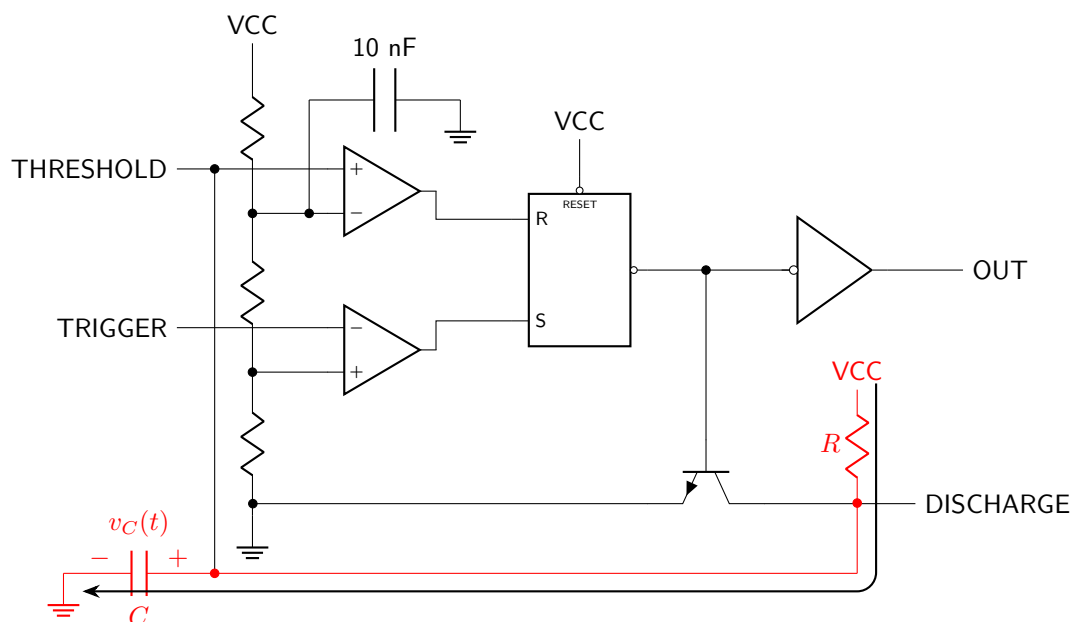 VCC
10 nF
VCC
THRESHOLD
+
−
RESET
R
S
OUT
TRIGGER
−
+
VCC
R
DISCHARGE
v_C(t)
− +
C